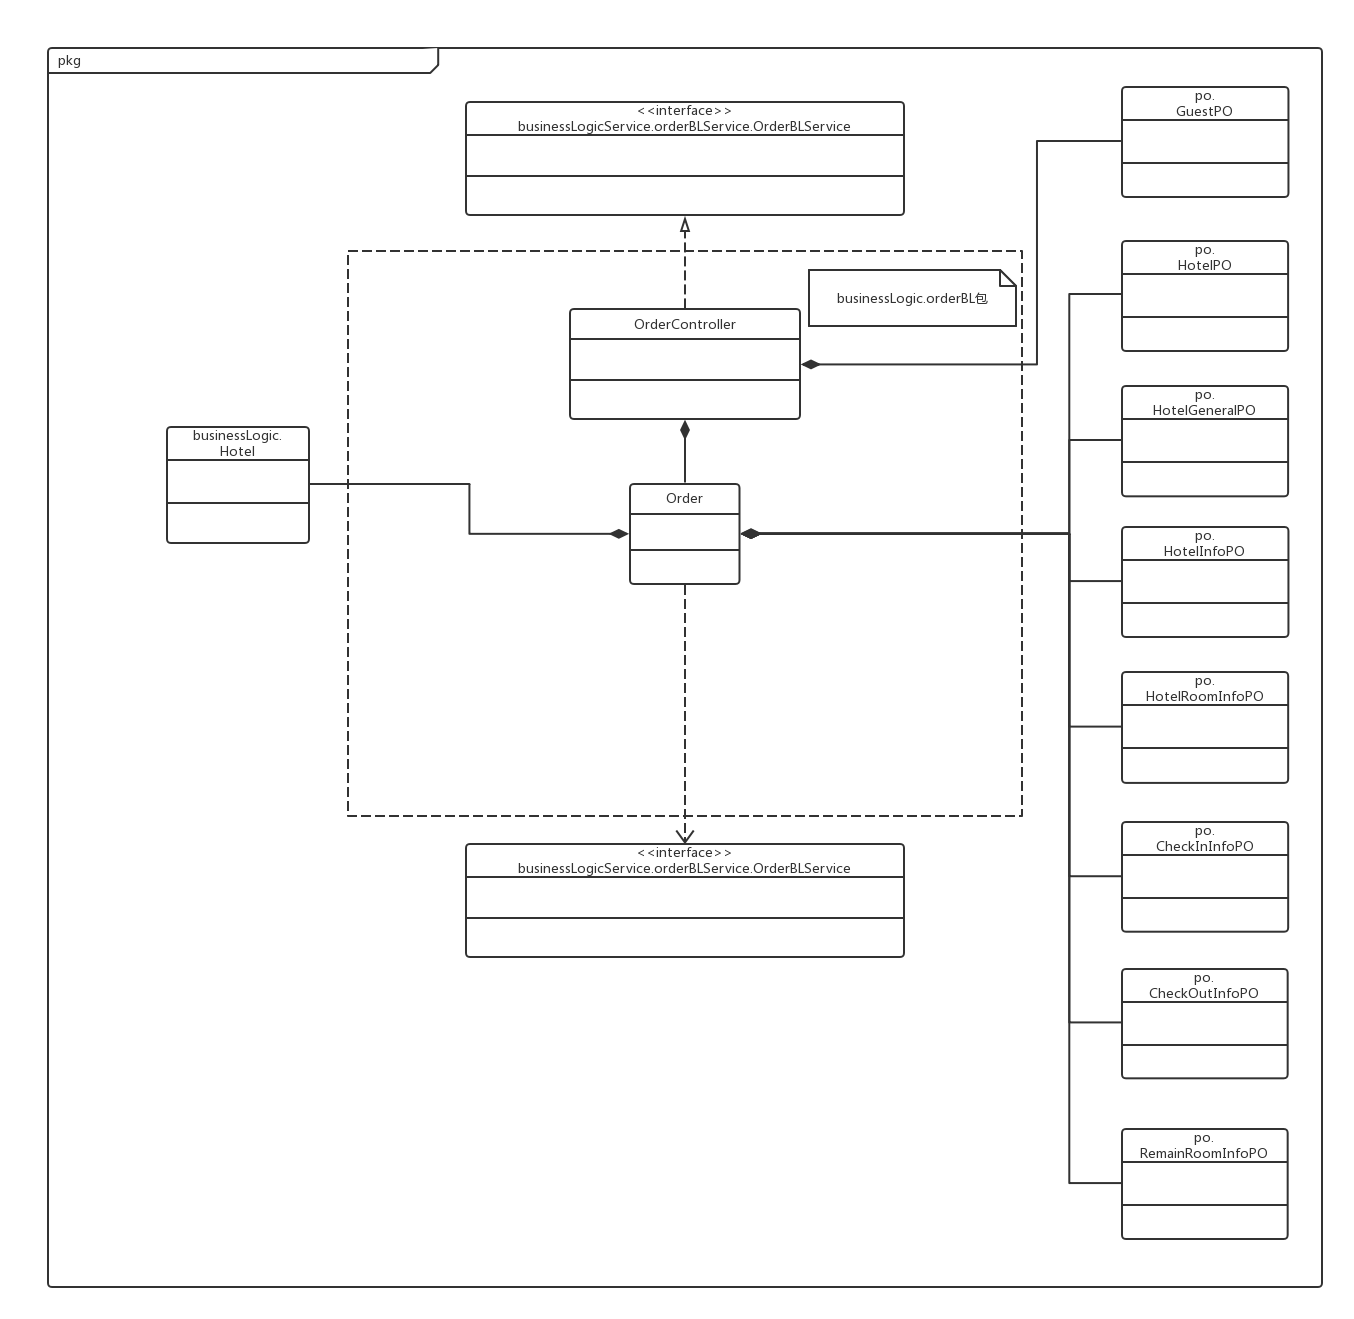 pkg
<<interface>>
businessLogicService.orderBLService.OrderBLService
po.
GuestPO
po.
HotelPO
businessLogic.orderBL包
OrderController
po.
HotelGeneralPO
businessLogic.
Hotel
Order
po.
HotelInfoPO
po.
HotelRoomInfoPO
po.
CheckInInfoPO
<<interface>>
businessLogicService.orderBLService.OrderBLService
po.
CheckOutInfoPO
po.
RemainRoomInfoPO